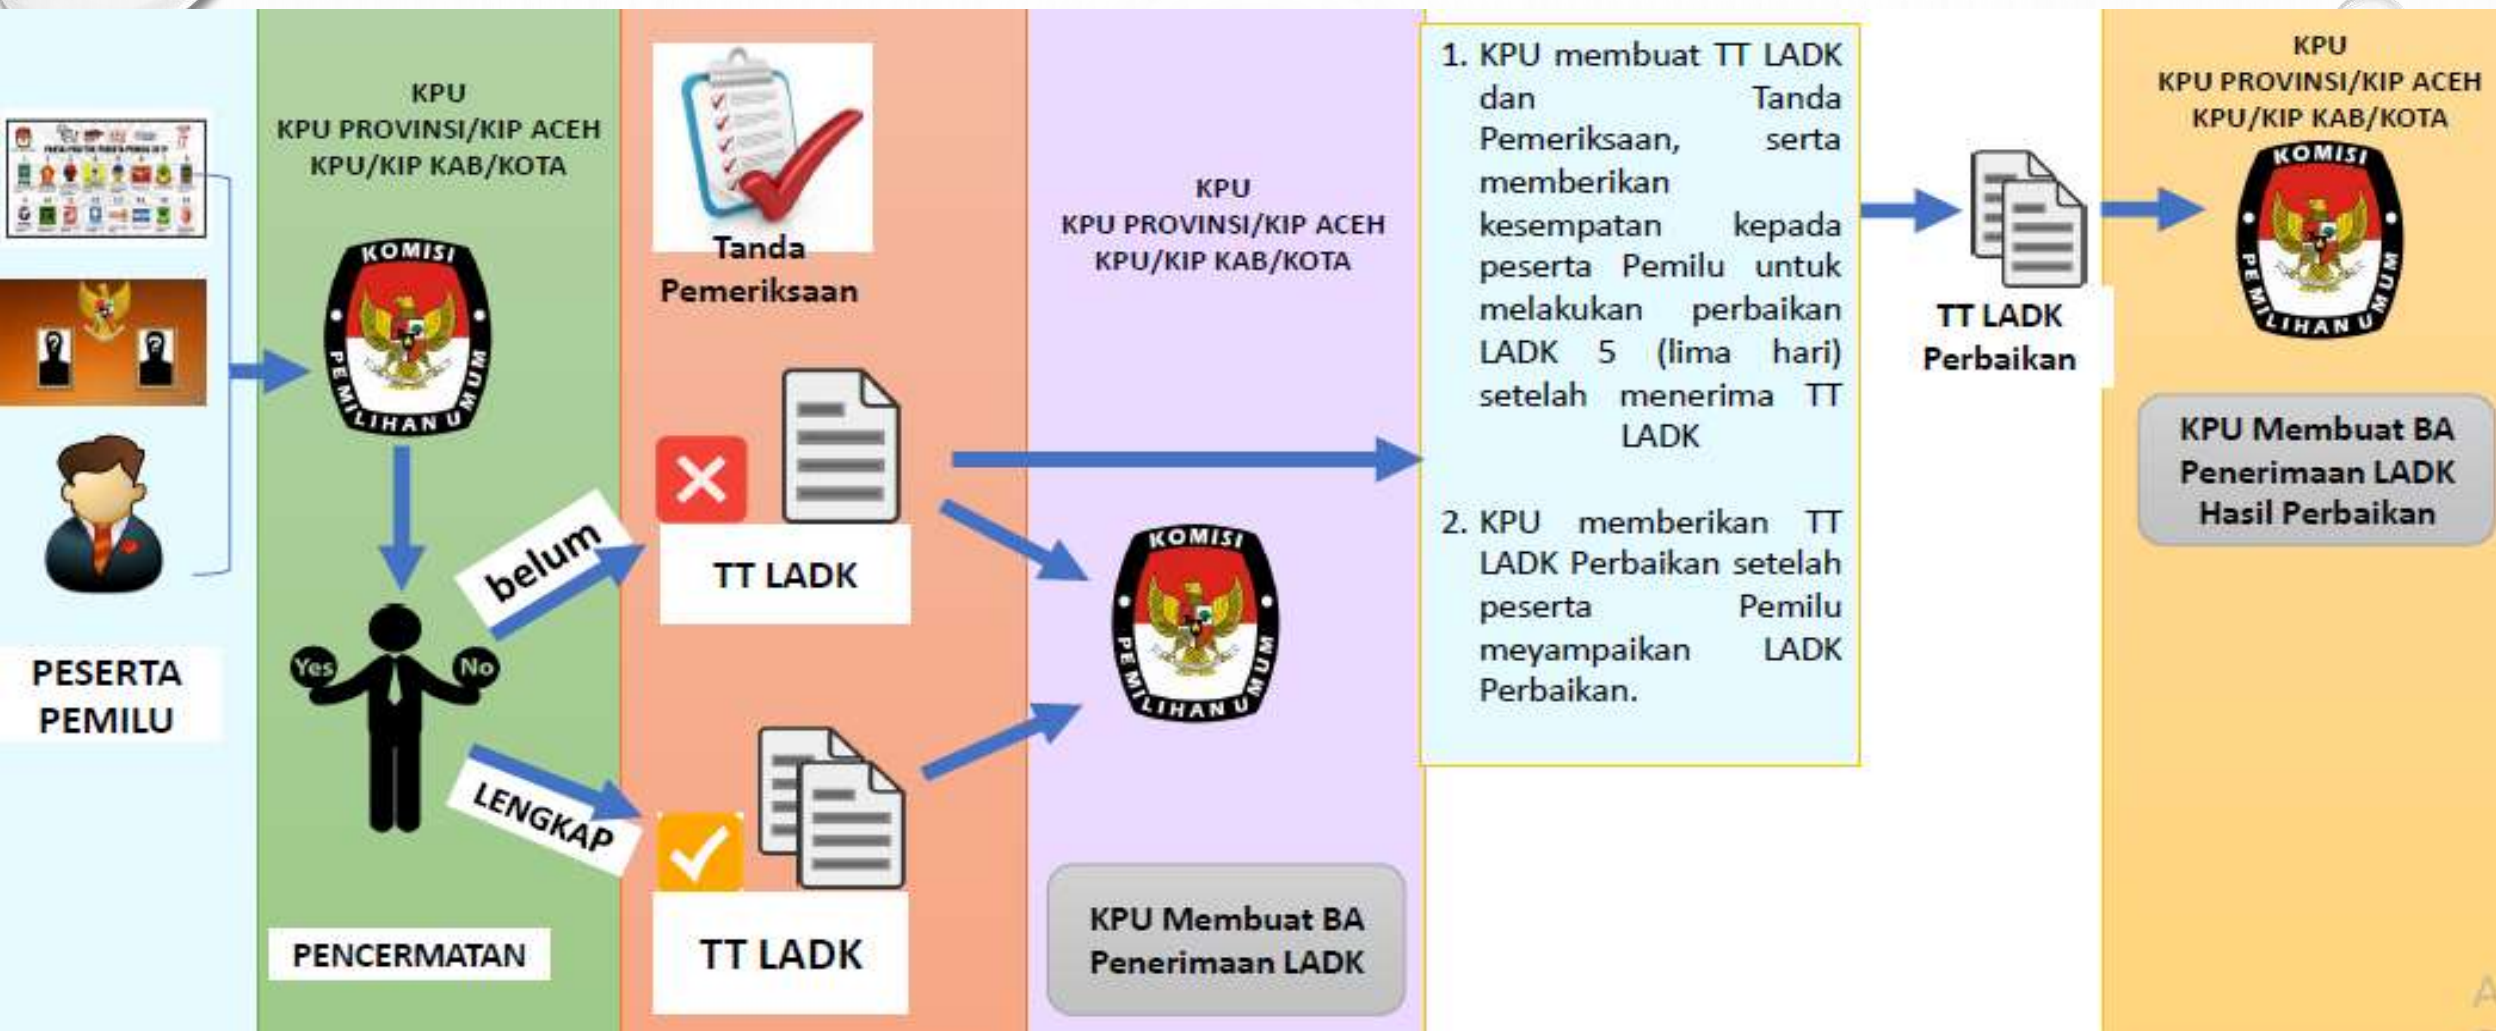 PESERTA
PEMILU
KPU
KPU PROVINSI/KIP ACEH
KPU/KIP KAB/KOTA
KOMISI
PEMILIHAN UMUM
Yes
No
belum
LENGKAP
PENCERMATAN
Tanda
Pemeriksaan
TT LADK
TT LADK
KPU
KPU PROVINSI/KIP ACEH
KPU/KIP KAB/KOTA
KOMISI
PEMILIHAN UMUM
KPU Membuat BA
Penerimaan LADK
1. KPU membuat TT LADK
dan Tanda
Pemeriksaan, serta
memberikan
kesempatan kepada
peserta Pemilu untuk
melakukan perbaikan
LADK 5 (lima hari)
setelah menerima TT
LADK
2. KPU memberikan TT
LADK Perbaikan setelah
peserta Pemilu
meyampaikan LADK
Perbaikan.
TT LADK
Perbaikan
KPU
KPU PROVINSI/KIP ACEH
KPU/KIP KAB/KOTA
KOMISI
PEMILIHAN UMUM
KPU Membuat BA
Penerimaan LADK
Hasil Perbaikan